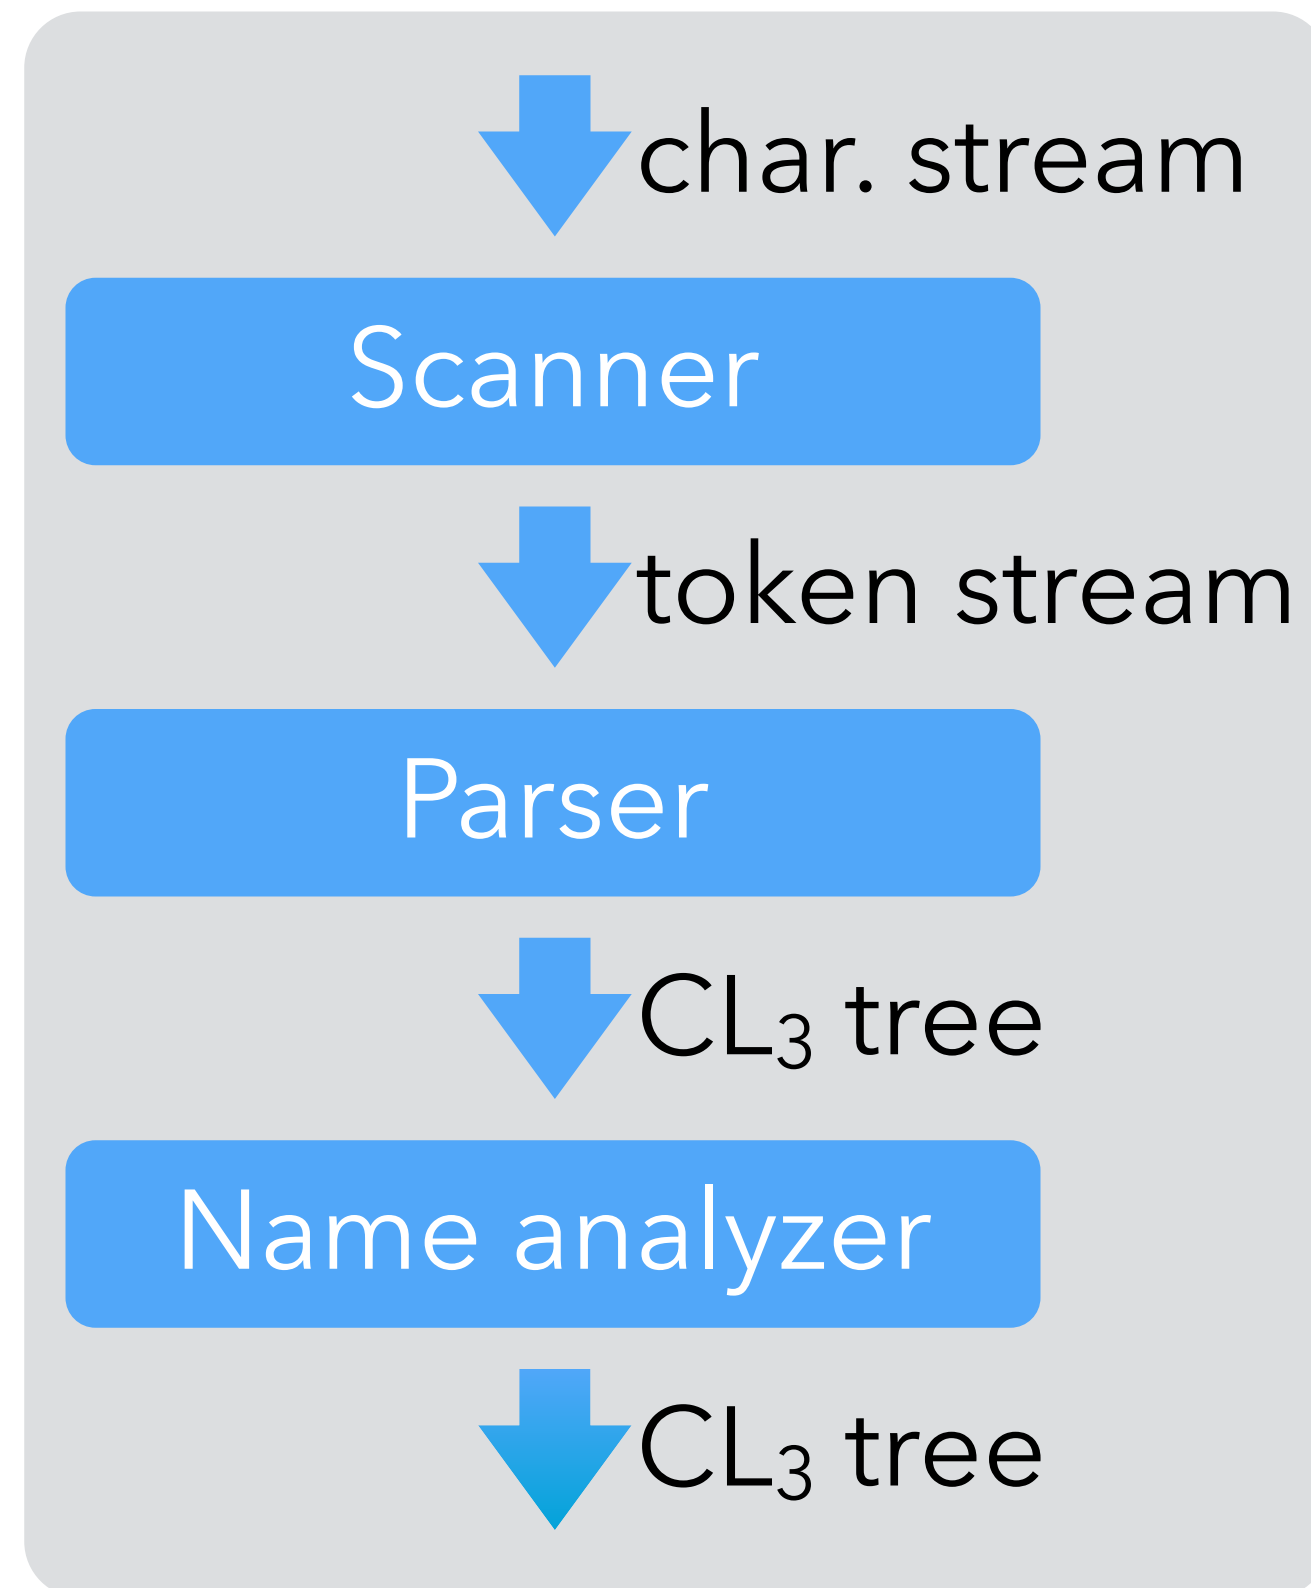 char. stream
Scanner
token stream
Parser
CL₃ tree
Name analyzer
CL₃ tree